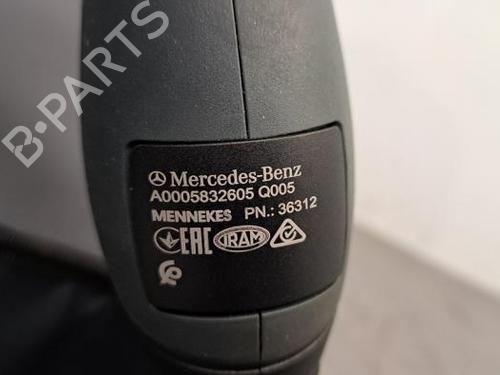 B·PARTS
Mercedes-Benz
A0005832605 Q005
MENNEKES PN.: 36312
EAC IRAM